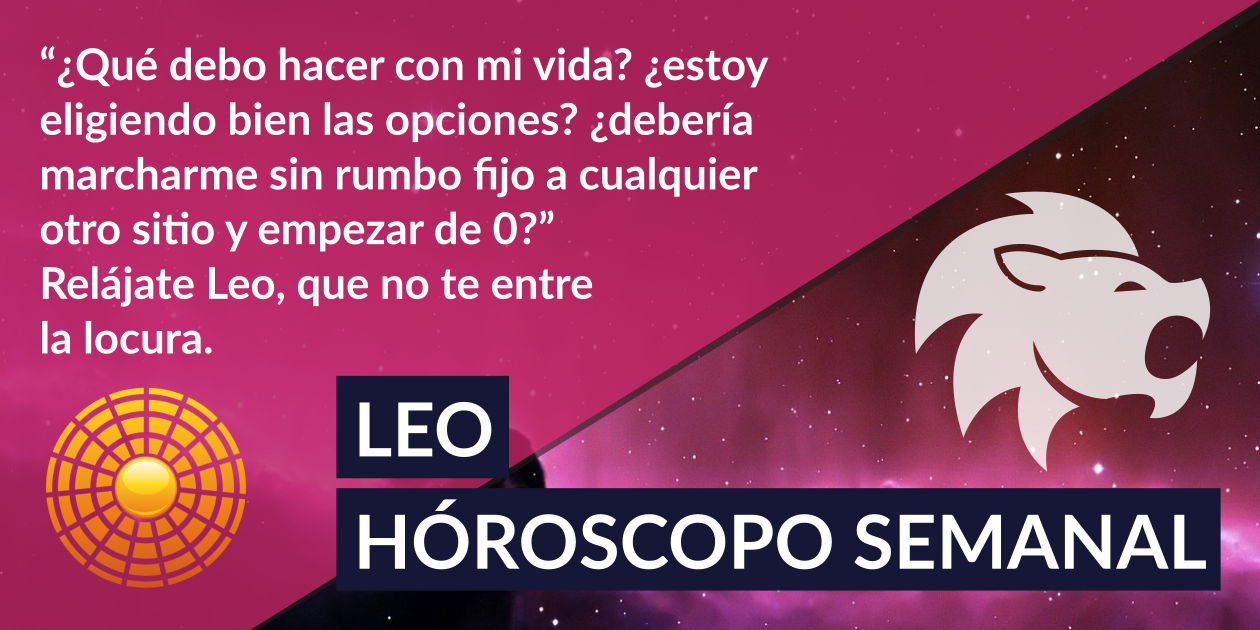 “¿Qué debo hacer con mi vida? ¿estoy
eligiendo bien las opciones? ¿debería
marcharme sin rumbo fijo a cualquier
otro sitio y empezar de 0?”
Relájate Leo, que no te entre
la locura.
LEO
HÓROSCOPO SEMANAL